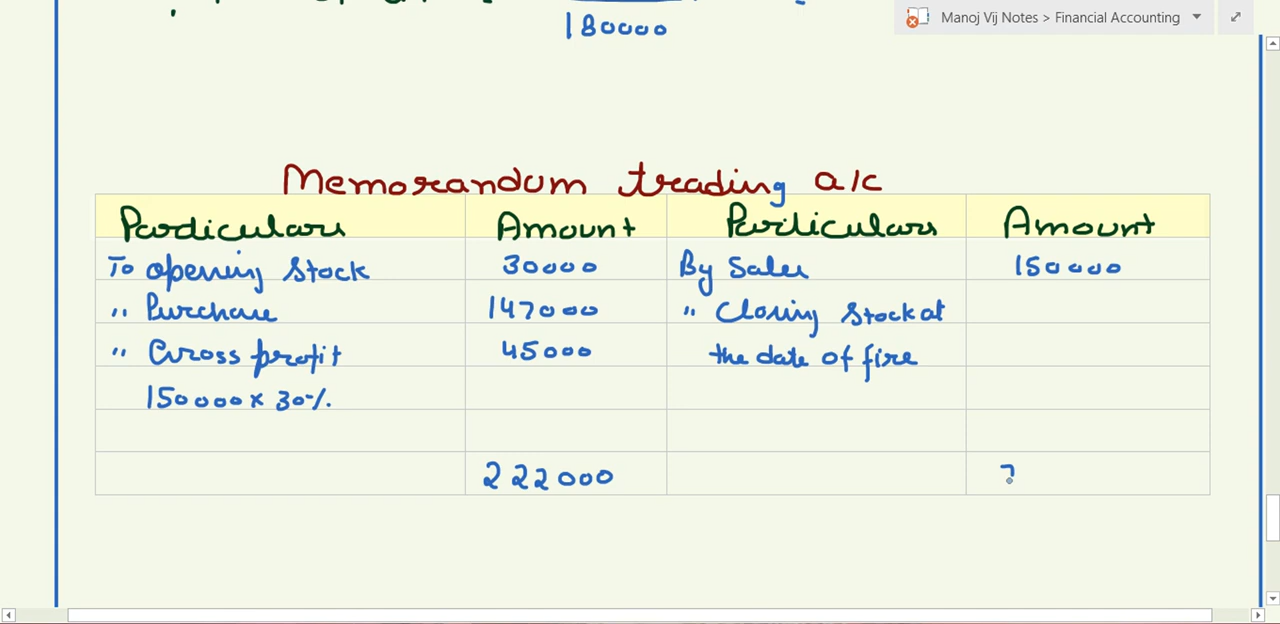 180000
Manoj Vij Notes > Financial Accounting
Memorandum trading a/c
Particulars Amount Particulars Amount
To opening Stock 30000 By Sales 150000
" Purchase 147000 " Closing Stock at
" Gross profit 45000 the date of fire
150000 x 30%
222000